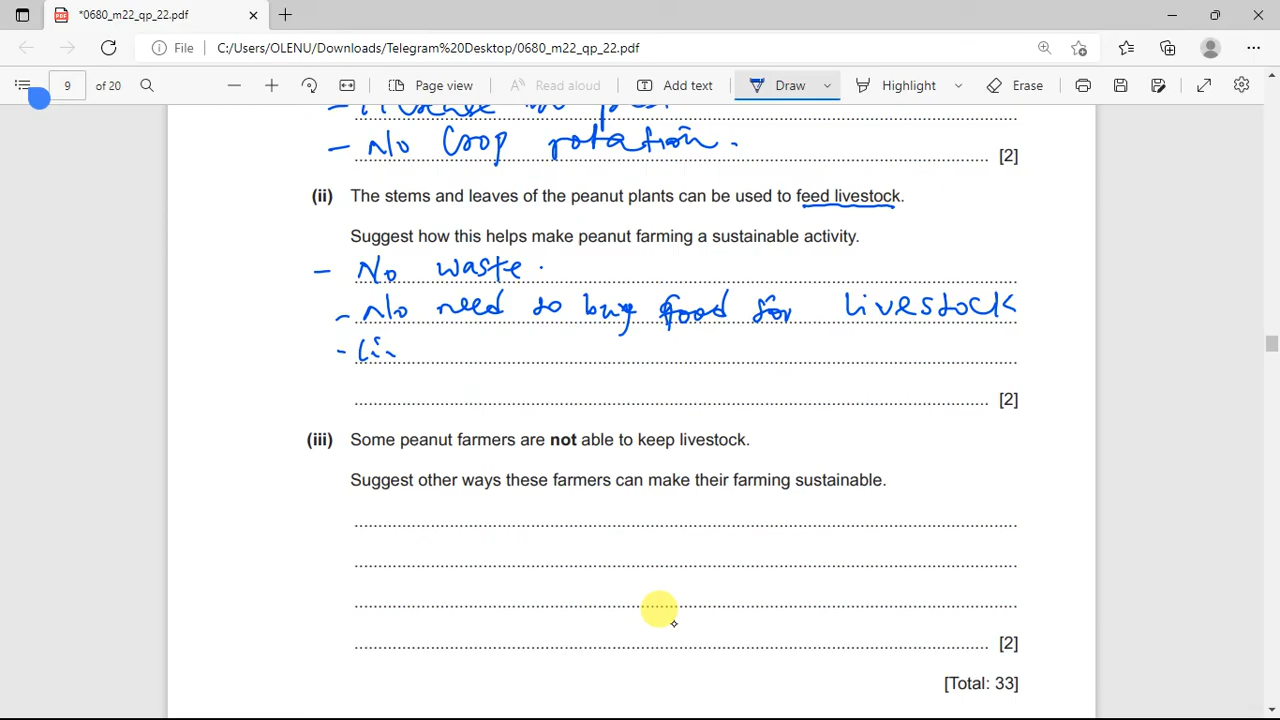 *0680_m22_qp_22.pdf
File C:/Users/OLENU/Downloads/Telegram%20Desktop/0680_m22_qp_22.pdf
9 of 20 Page view Read aloud Add text Draw Highlight Erase
- No Coop rotation. [2]
(ii) The stems and leaves of the peanut plants can be used to feed livestock.
Suggest how this helps make peanut farming a sustainable activity.
- No waste.
- No need to buy food for livestock
- Li
[2]
(iii) Some peanut farmers are not able to keep livestock.
Suggest other ways these farmers can make their farming sustainable.
[2]
[Total: 33]